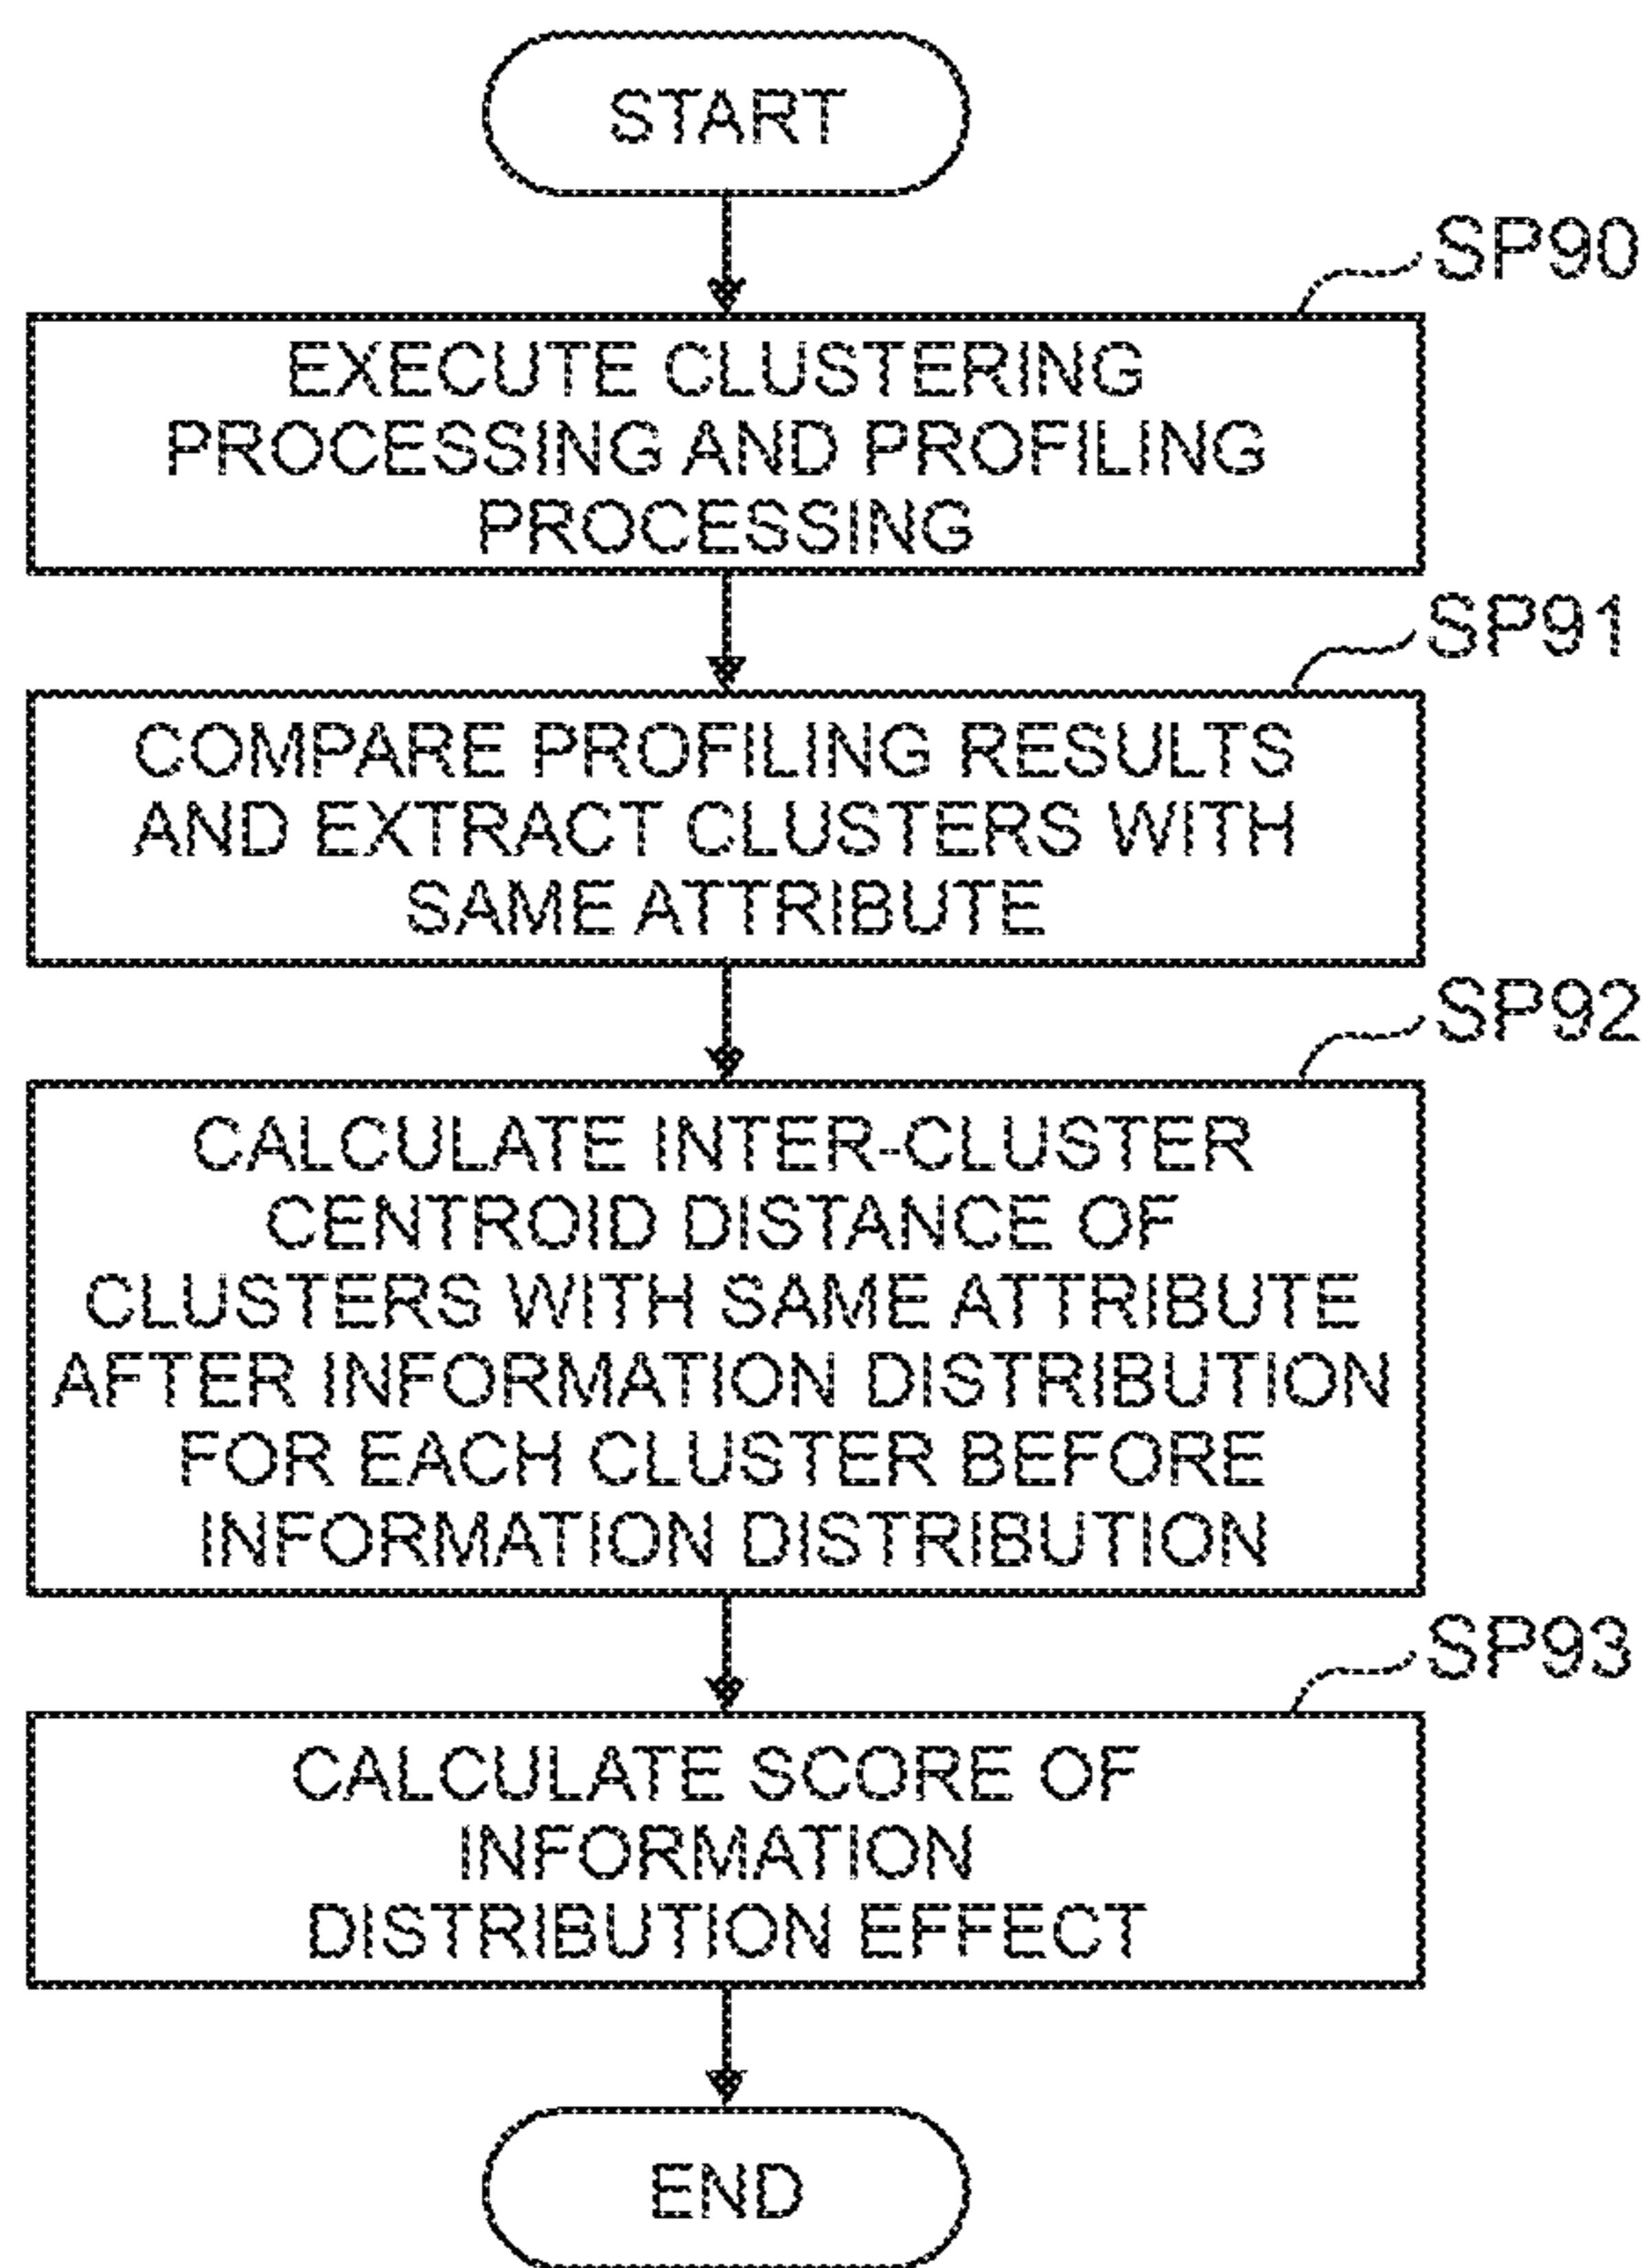 START
SP90
EXECUTE CLUSTERING
PROCESSING AND PROFILING
PROCESSING
SP91
COMPARE PROFILING RESULTS
AND EXTRACT CLUSTERS WITH
SAME ATTRIBUTE
SP92
CALCULATE INTER-CLUSTER
CENTROID DISTANCE OF
CLUSTERS WITH SAME ATTRIBUTE
AFTER INFORMATION DISTRIBUTION
FOR EACH CLUSTER BEFORE
INFORMATION DISTRIBUTION
SP93
CALCULATE SCORE OF
INFORMATION
DISTRIBUTION EFFECT
END